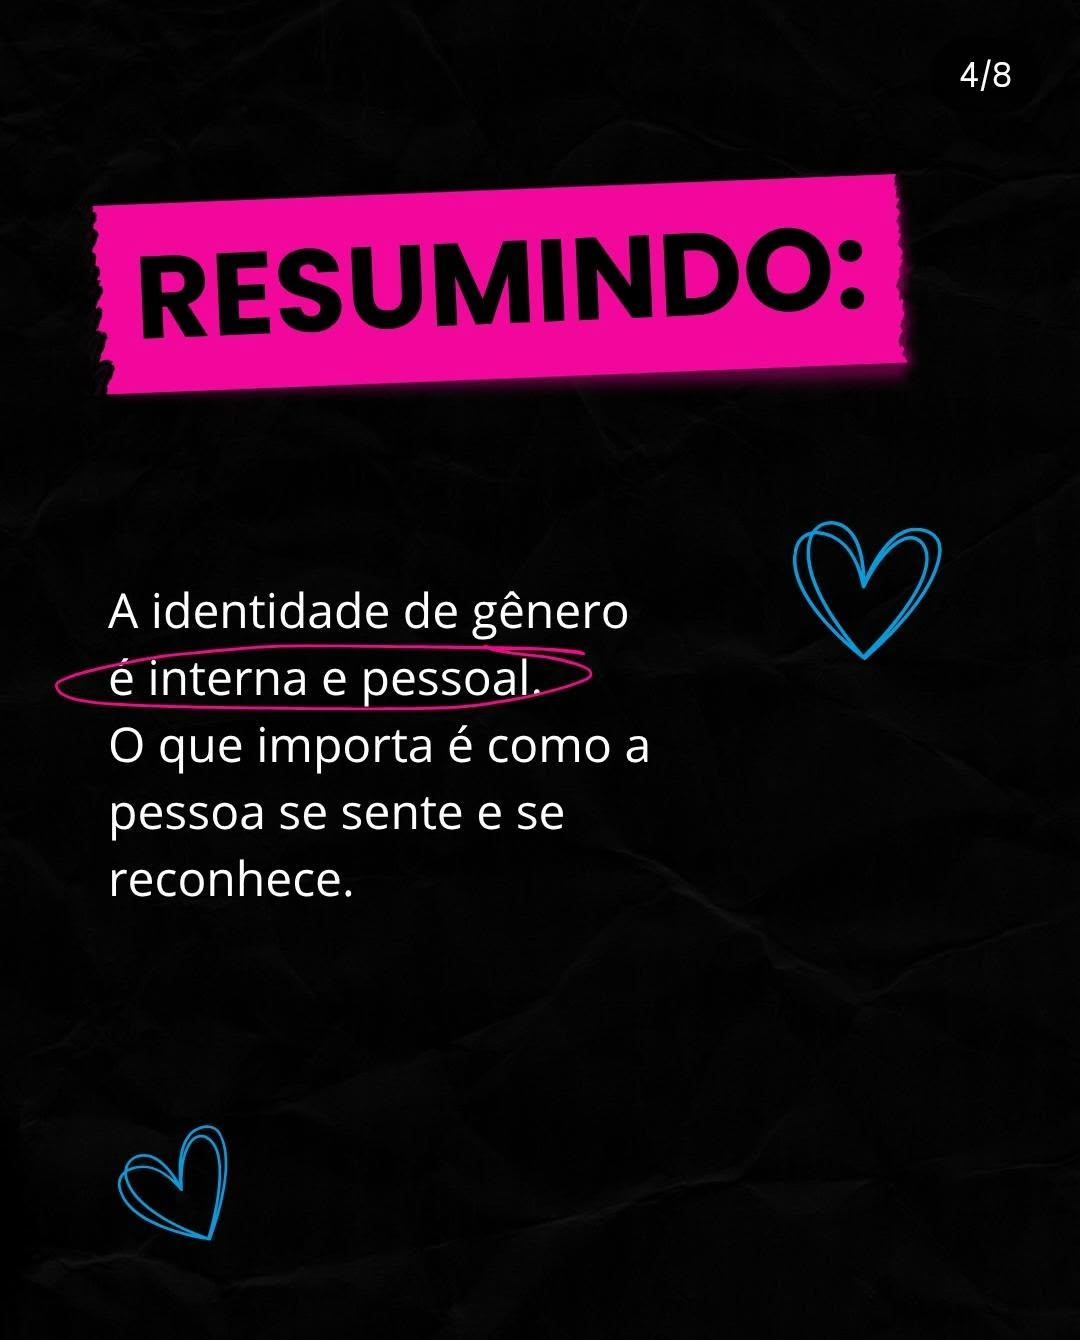 4/8
RESUMINDO:
A identidade de gênero
é interna e pessoal.
O que importa é como a
pessoa se sente e se
reconhece.